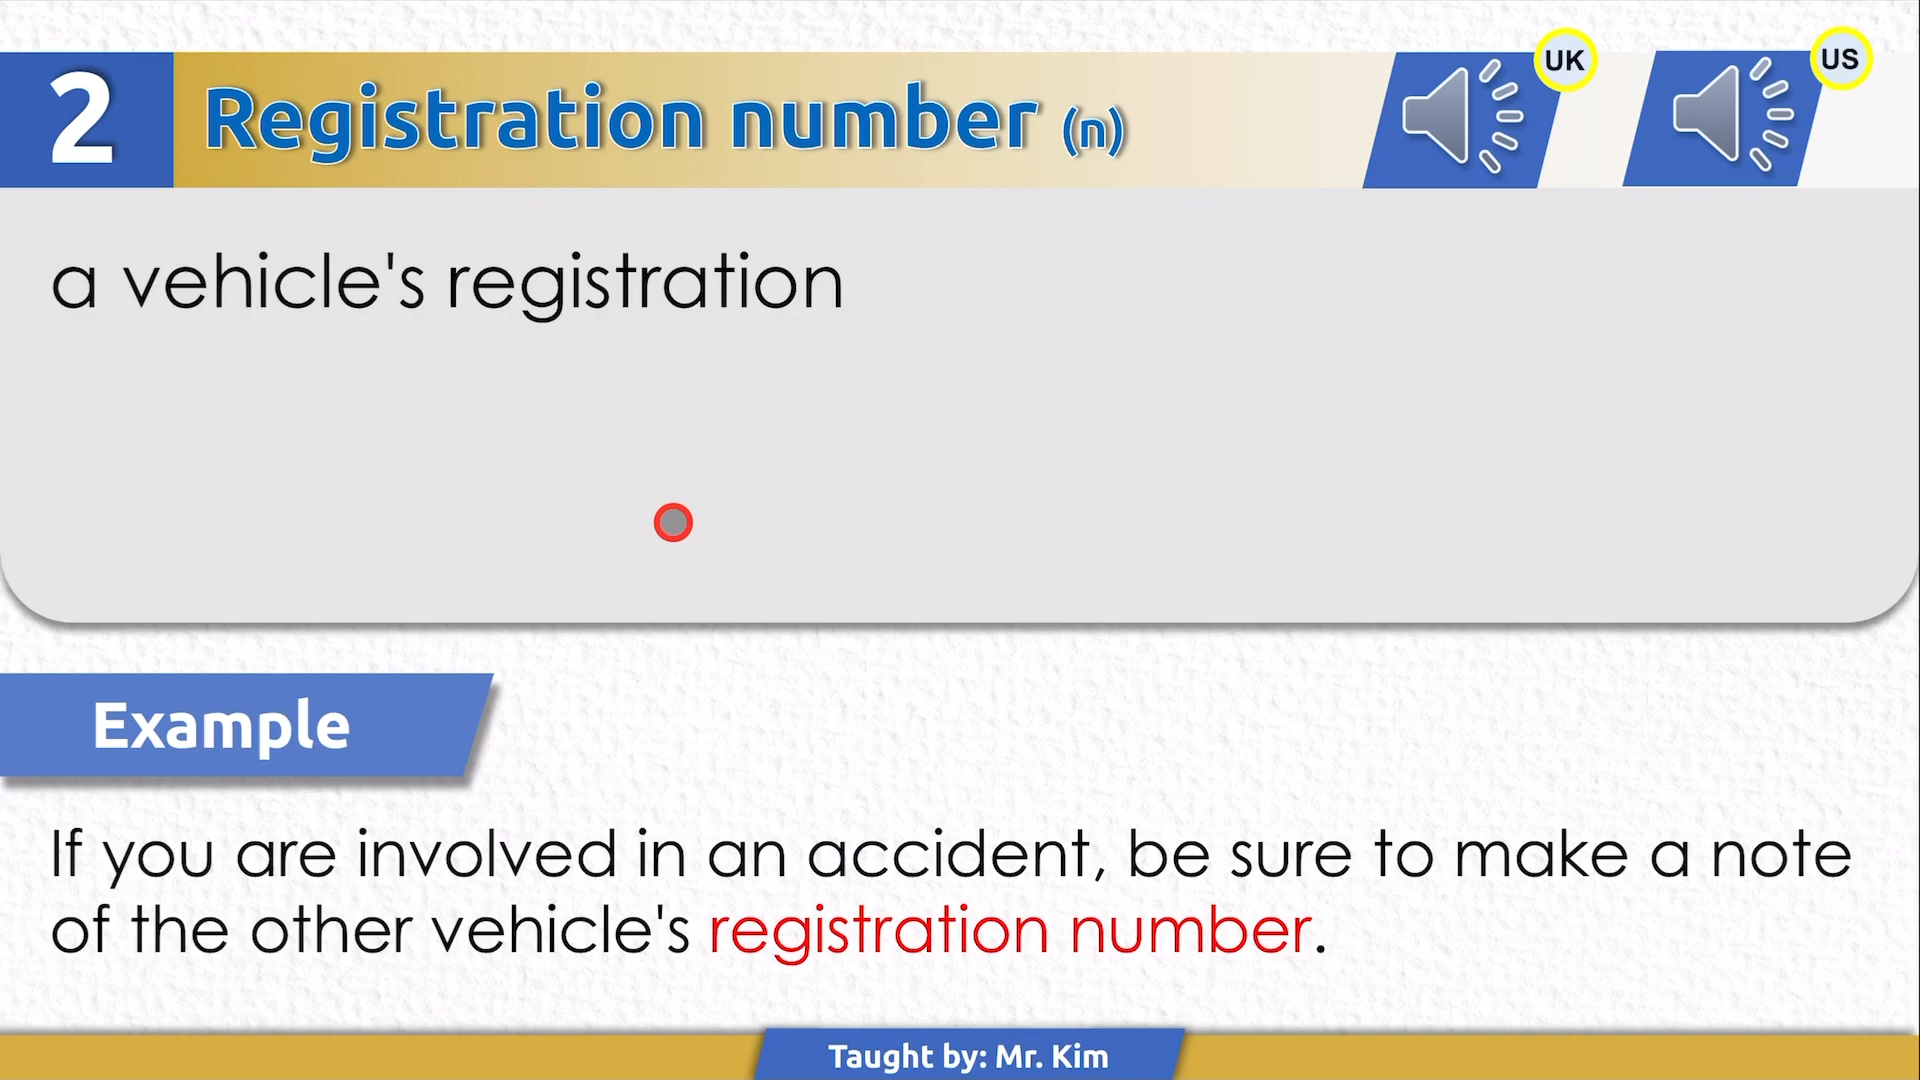 2
Registration number (n)
UK
US
a vehicle's registration
Example
If you are involved in an accident, be sure to make a note
of the other vehicle's registration number.
Taught by: Mr. Kim